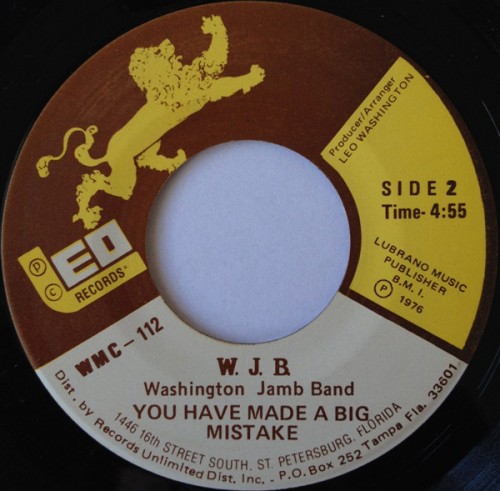 Producer/Arranger
LEO WASHINGTON
SIDE 2
Time- 4:55
LUBRANO MUSIC
PUBLISHER
B. M. I.
Ⓟ 1976
Ⓟ
©
LEO
RECORDS
WMC-112
W. J. B.
Washington Jamb Band
YOU HAVE MADE A BIG
MISTAKE
1446 16th STREET SOUTH, ST. PETERSBURG, FLORIDA
Dist. by Records Unlimited Dist. Inc. - P.O. Box 252 Tampa Fla. 33601.